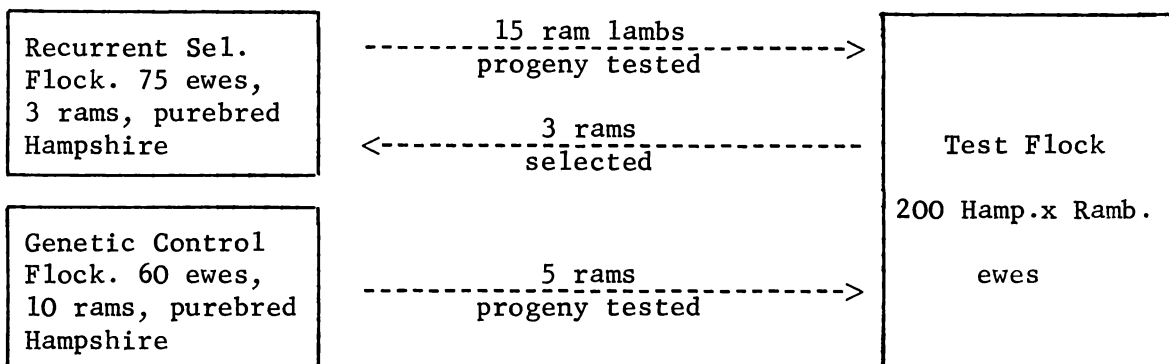 Recurrent Sel.
Flock. 75 ewes,
3 rams, purebred
Hampshire
15 ram lambs
progeny tested
3 rams
selected
Genetic Control
Flock. 60 ewes,
10 rams, purebred
Hampshire
5 rams
progeny tested
Test Flock
200 Hamp.x Ramb.
ewes